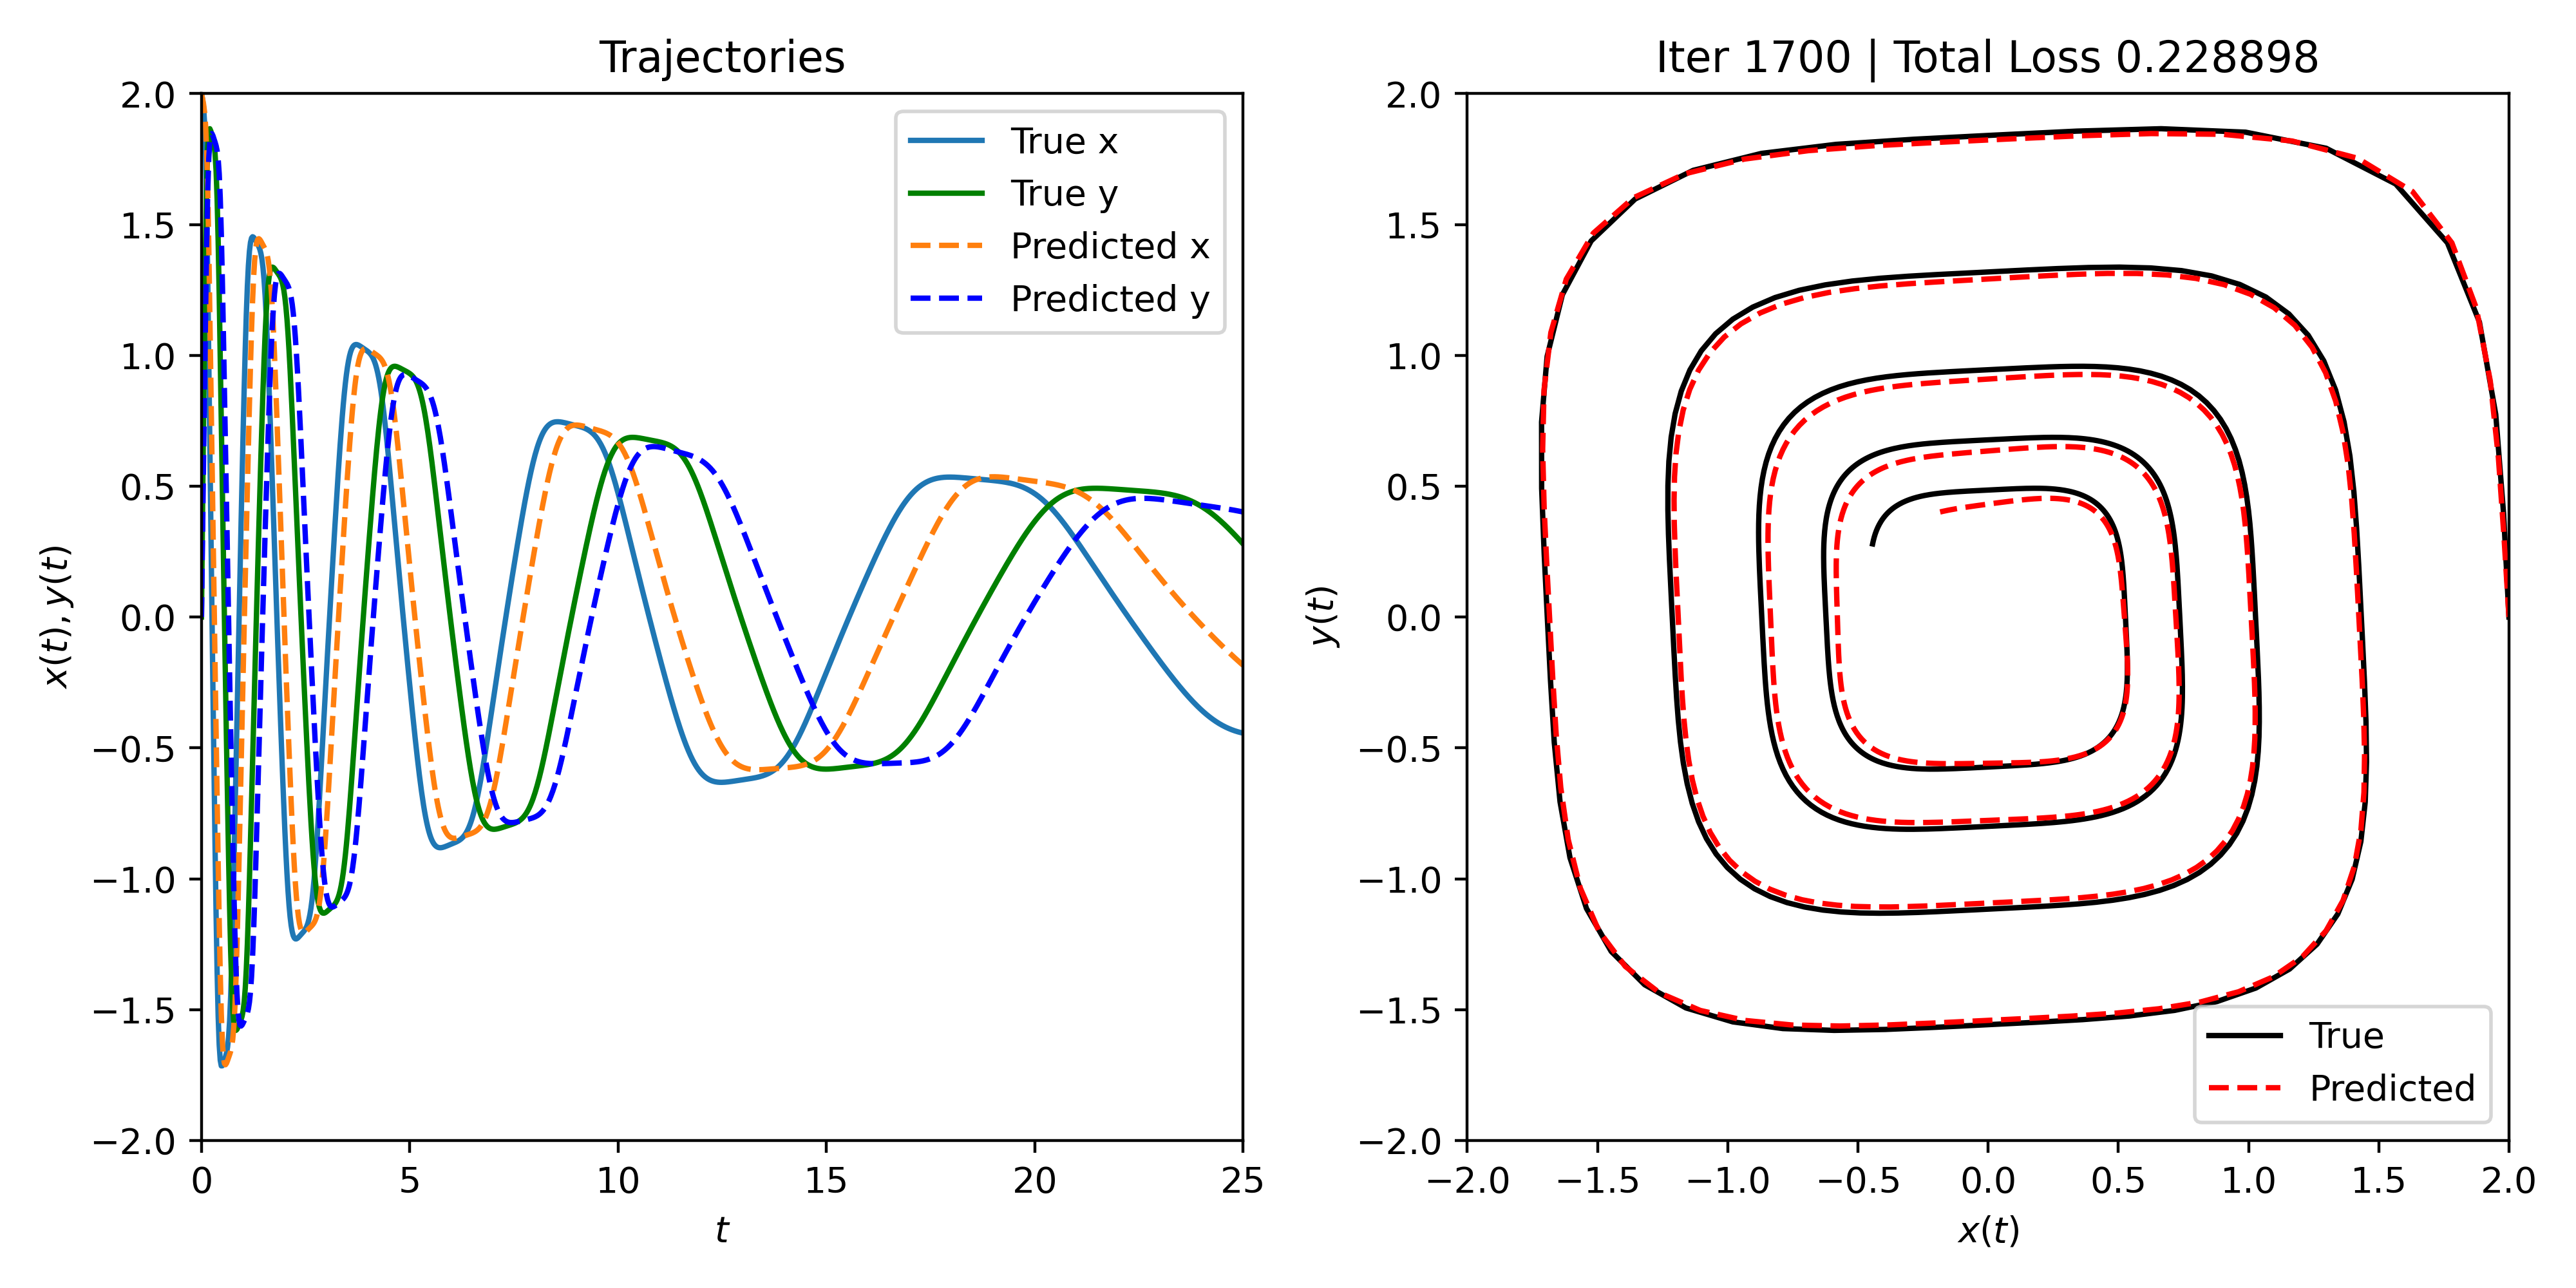 Trajectories
2.0
1.5
1.0
0.5
0.0
−0.5
−1.0
−1.5
−2.0
x(t), y(t)
0 5 10 15 20 25
t
True x
True y
Predicted x
Predicted y
Iter 1700 | Total Loss 0.228898
2.0
1.5
1.0
0.5
0.0
−0.5
−1.0
−1.5
−2.0
y(t)
−2.0 −1.5 −1.0 −0.5 0.0 0.5 1.0 1.5 2.0
x(t)
True
Predicted